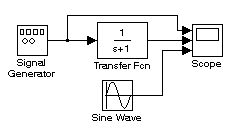 1
s+1
Signal
Generator
Transfer Fcn
Scope
Sine Wave